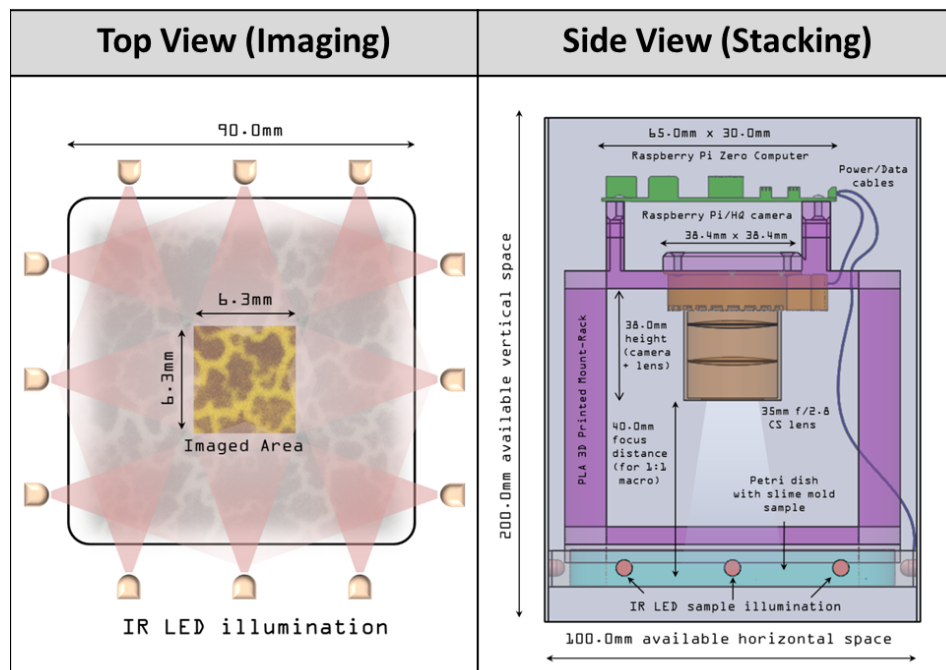 Top View (Imaging)
Side View (Stacking)
90.0mm
6.3mm
6.3mm
Imaged Area
IR LED illumination
200.0mm available vertical space
65.0mm x 30.0mm
Raspberry Pi Zero Computer
Power/Data
cables
Raspberry Pi/HQ camera
38.4mm x 38.4mm
PLA 3D Printed Mount-Rack
38.0mm
height
(camera
+ lens)
35mm f/2.8
CS lens
40.0mm
focus
distance
(for 1:1
macro)
Petri dish
with slime mold
sample
IR LED sample illumination
100.0mm available horizontal space